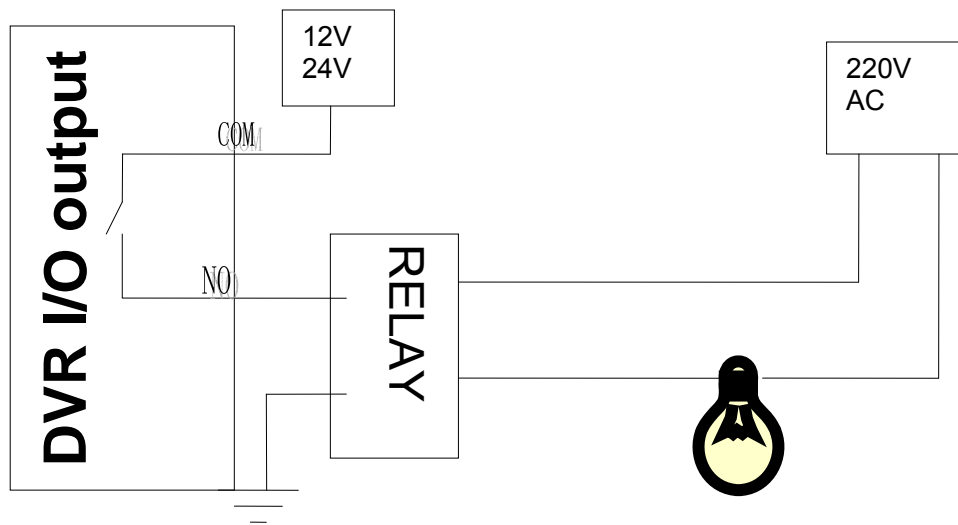 DVR I/O output
12V
24V
COM
NO
RELAY
220V
AC